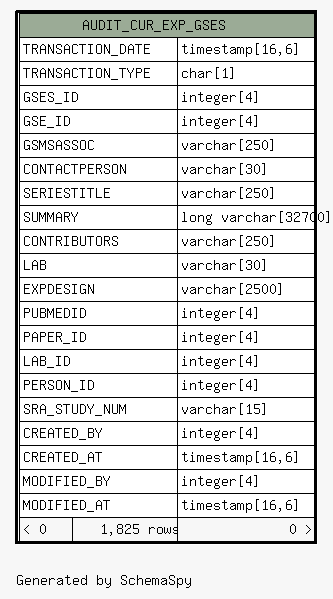 AUDIT_CUR_EXP_GSES
TRANSACTION_DATE timestamp[16,6]
TRANSACTION_TYPE char[1]
GSES_ID integer[4]
GSE_ID integer[4]
GSMSASSOC varchar[250]
CONTACTPERSON varchar[30]
SERIESTITLE varchar[250]
SUMMARY long varchar[32700]
CONTRIBUTORS varchar[250]
LAB varchar[30]
EXPDESIGN varchar[2500]
PUBMEDID integer[4]
PAPER_ID integer[4]
LAB_ID integer[4]
PERSON_ID integer[4]
SRA_STUDY_NUM varchar[15]
CREATED_BY integer[4]
CREATED_AT timestamp[16,6]
MODIFIED_BY integer[4]
MODIFIED_AT timestamp[16,6]
< 0 1,825 rows 0 >
Generated by SchemaSpy